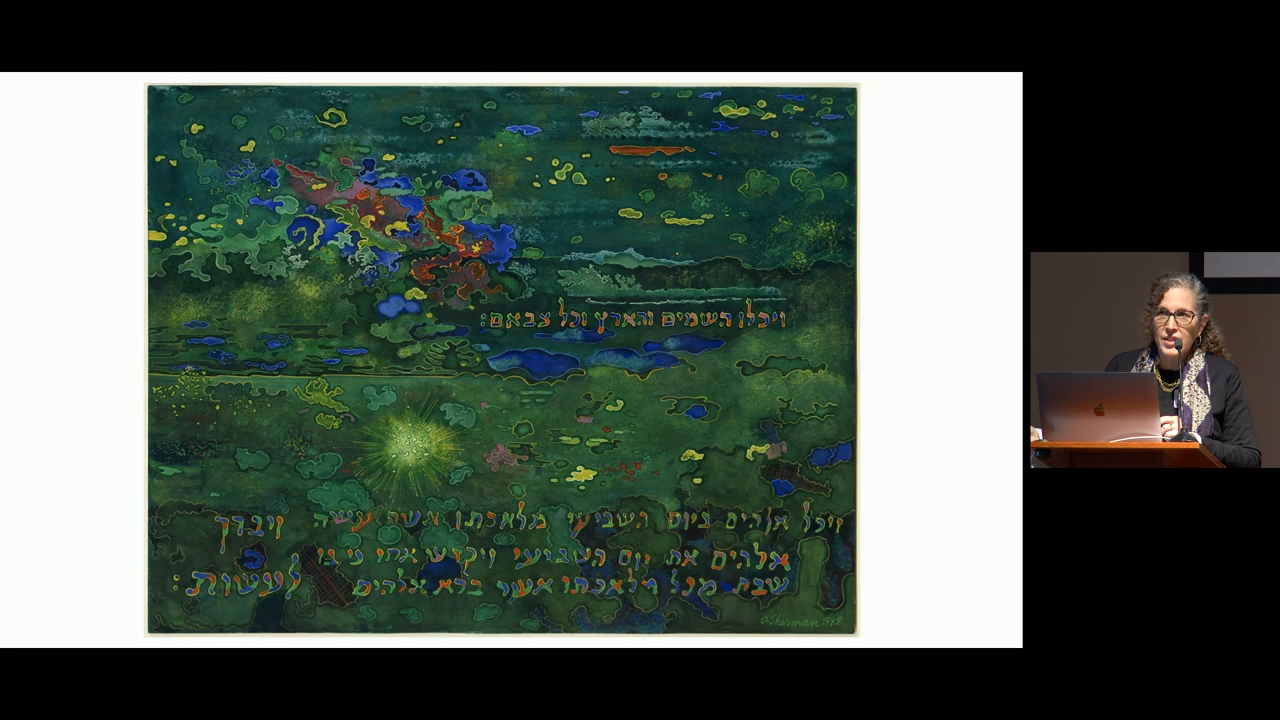 ויכלו השמים והארץ וכל צבאם:
ויכל אלהים ביום השביעי מלאכתו אשר עשה ויברך
אלהים את יום השביעי ויקדש אתו כי בו
שבת מכל מלאכתו אשר ברא אלהים לעשות:
a. Sherman 1988